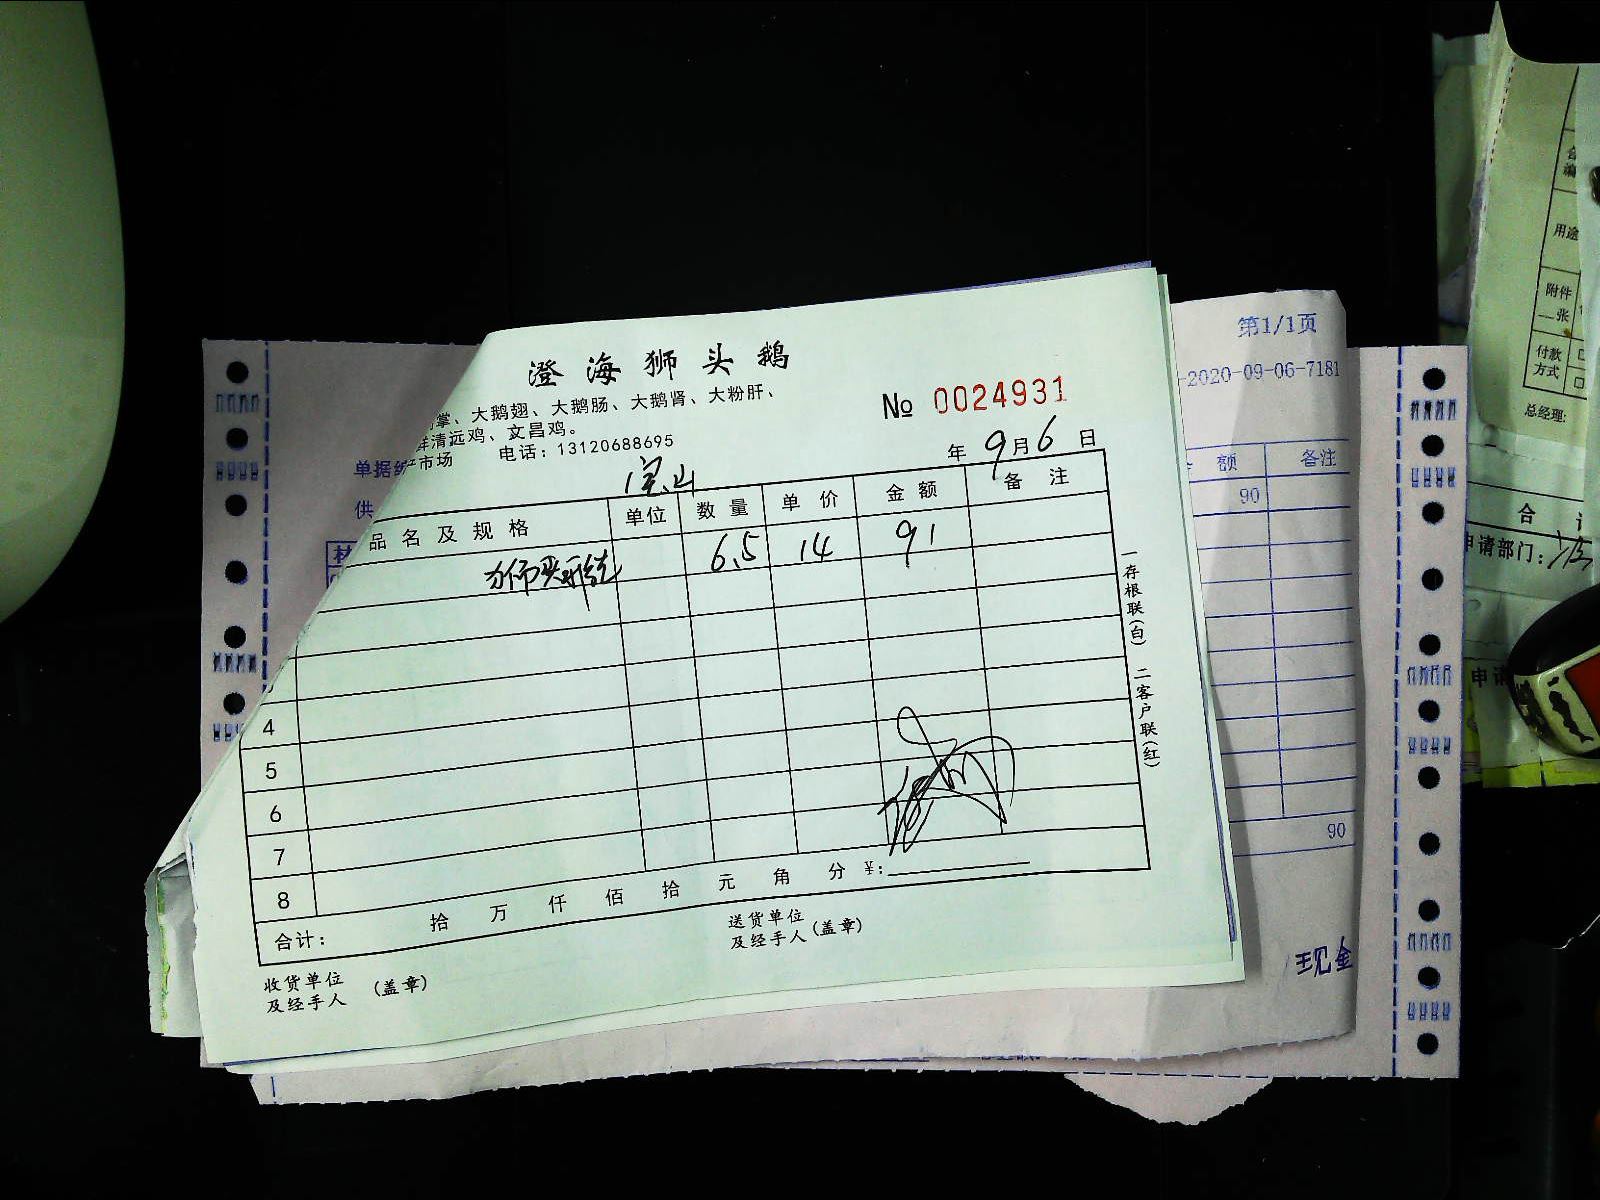 澄海狮头鹅
掌、大鹅翅、大鹅肠、大鹅肾、大粉肝、
清远鸡、文昌鸡。
市场 电话：13120688695
№ 0024931
年 9月6日
宝山
品名及规格 单位 数量 单价 金额 备注
6.5 14 91
4
5
6
7
8
合计： 拾 万 仟 佰 拾 元 角 分 ¥：
收货单位
及经手人 (盖章)
送货单位
及经手人 (盖章)
一存根联(白) 二客户联(红)
第1/1页
-2020-09-06-7181
单据
供
额 备注
90
90
现金
用途
附件
一张
付款
方式
总经理:
合
申请部门:
申请